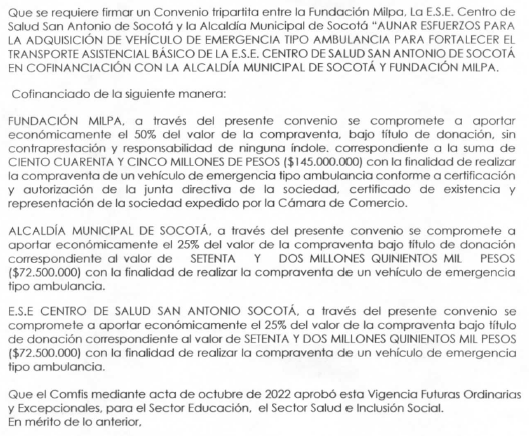 Que se requiere firmar un Convenio tripartita entre la Fundación Milpa, La E.S.E. Centro de
Salud San Antonio de Socotá y la Alcaldía Municipal de Socotá "AUNAR ESFUERZOS PARA
LA ADQUISICIÓN DE VEHÍCULO DE EMERGENCIA TIPO AMBULANCIA PARA FORTALECER EL
TRANSPORTE ASISTENCIAL BÁSICO DE LA E.S.E. CENTRO DE SALUD SAN ANTONIO DE SOCOTÁ
EN COFINANCIACIÓN CON LA ALCALDÍA MUNICIPAL DE SOCOTÁ Y FUNDACIÓN MILPA.
Cofinanciado de la siguiente manera:
FUNDACIÓN MILPA, a través del presente convenio se compromete a aportar
económicamente el 50% del valor de la compraventa, bajo título de donación, sin
contraprestación y responsabilidad de ninguna índole. correspondiente a la suma de
CIENTO CUARENTA Y CINCO MILLONES DE PESOS ($145.000.000) con la finalidad de realizar
la compraventa de un vehículo de emergencia tipo ambulancia conforme a certificación
y autorización de la junta directiva de la sociedad, certificado de existencia y
representación de la sociedad expedido por la Cámara de Comercio.
ALCALDÍA MUNICIPAL DE SOCOTÁ, a través del presente convenio se compromete a
aportar económicamente el 25% del valor de la compraventa bajo título de donación
correspondiente al valor de SETENTA Y DOS MILLONES QUINIENTOS MIL PESOS
($72.500.000) con la finalidad de realizar la compraventa de un vehículo de emergencia
tipo ambulancia.
E.S.E CENTRO DE SALUD SAN ANTONIO SOCOTÁ, a través del presente convenio se
compromete a aportar económicamente el 25% del valor de la compraventa bajo título
de donación correspondiente al valor de SETENTA Y DOS MILLONES QUINIENTOS MIL PESOS
($72.500.000) con la finalidad de realizar la compraventa de un vehículo de emergencia
tipo ambulancia.
Que el Comfis mediante acta de octubre de 2022 aprobó esta Vigencia Futuras Ordinarias
y Excepcionales, para el Sector Educación, el Sector Salud e Inclusión Social.
En mérito de lo anterior,